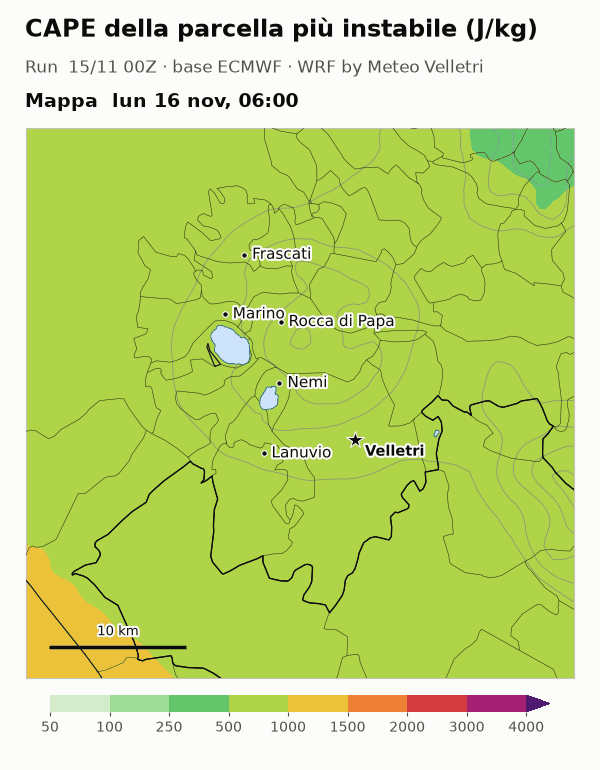 CAPE della parcella più instabile (J/kg)
Run  15/11 00Z · base ECMWF · WRF by Meteo Velletri
Mappa  lun 16 nov, 06:00
Frascati
Marino
Rocca di Papa
Nemi
Lanuvio
Velletri
10 km
50 100 250 500 1000 1500 2000 3000 4000